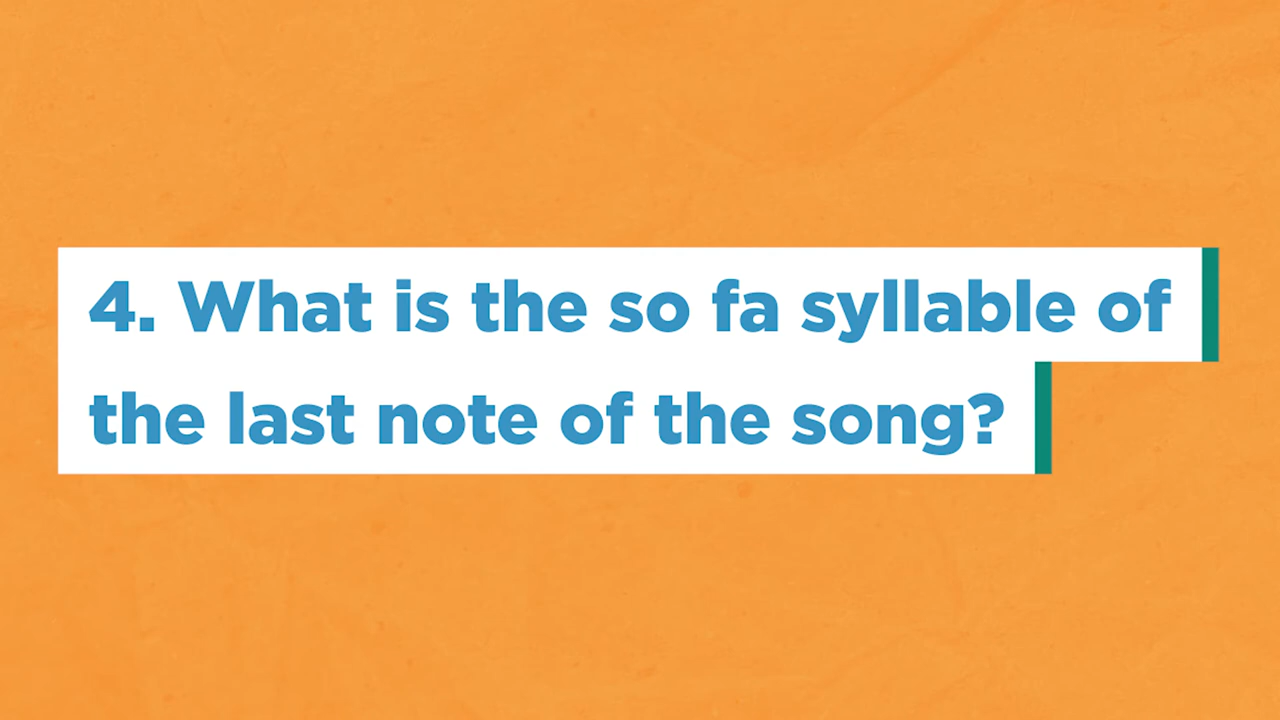 4. What is the so fa syllable of
the last note of the song?